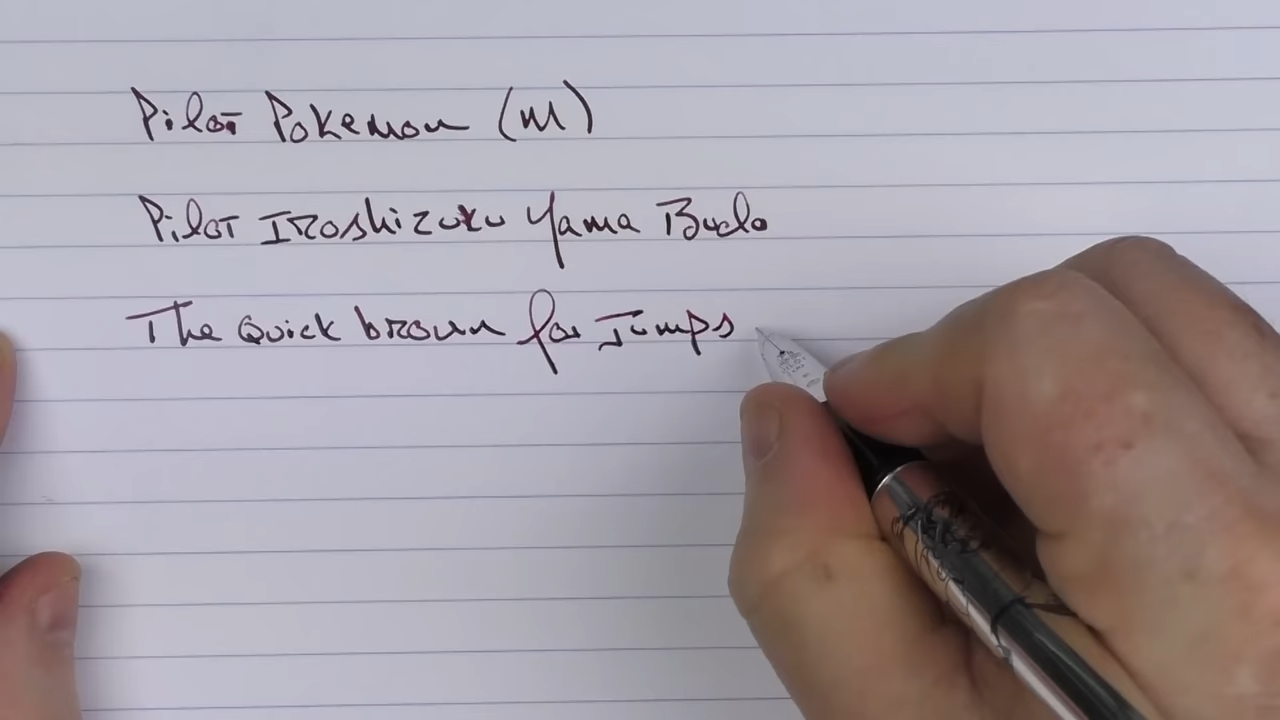 Pilot Pokemon (M)
Pilot Iroshizuku Yama Budo
The Quick brown fox Jumps